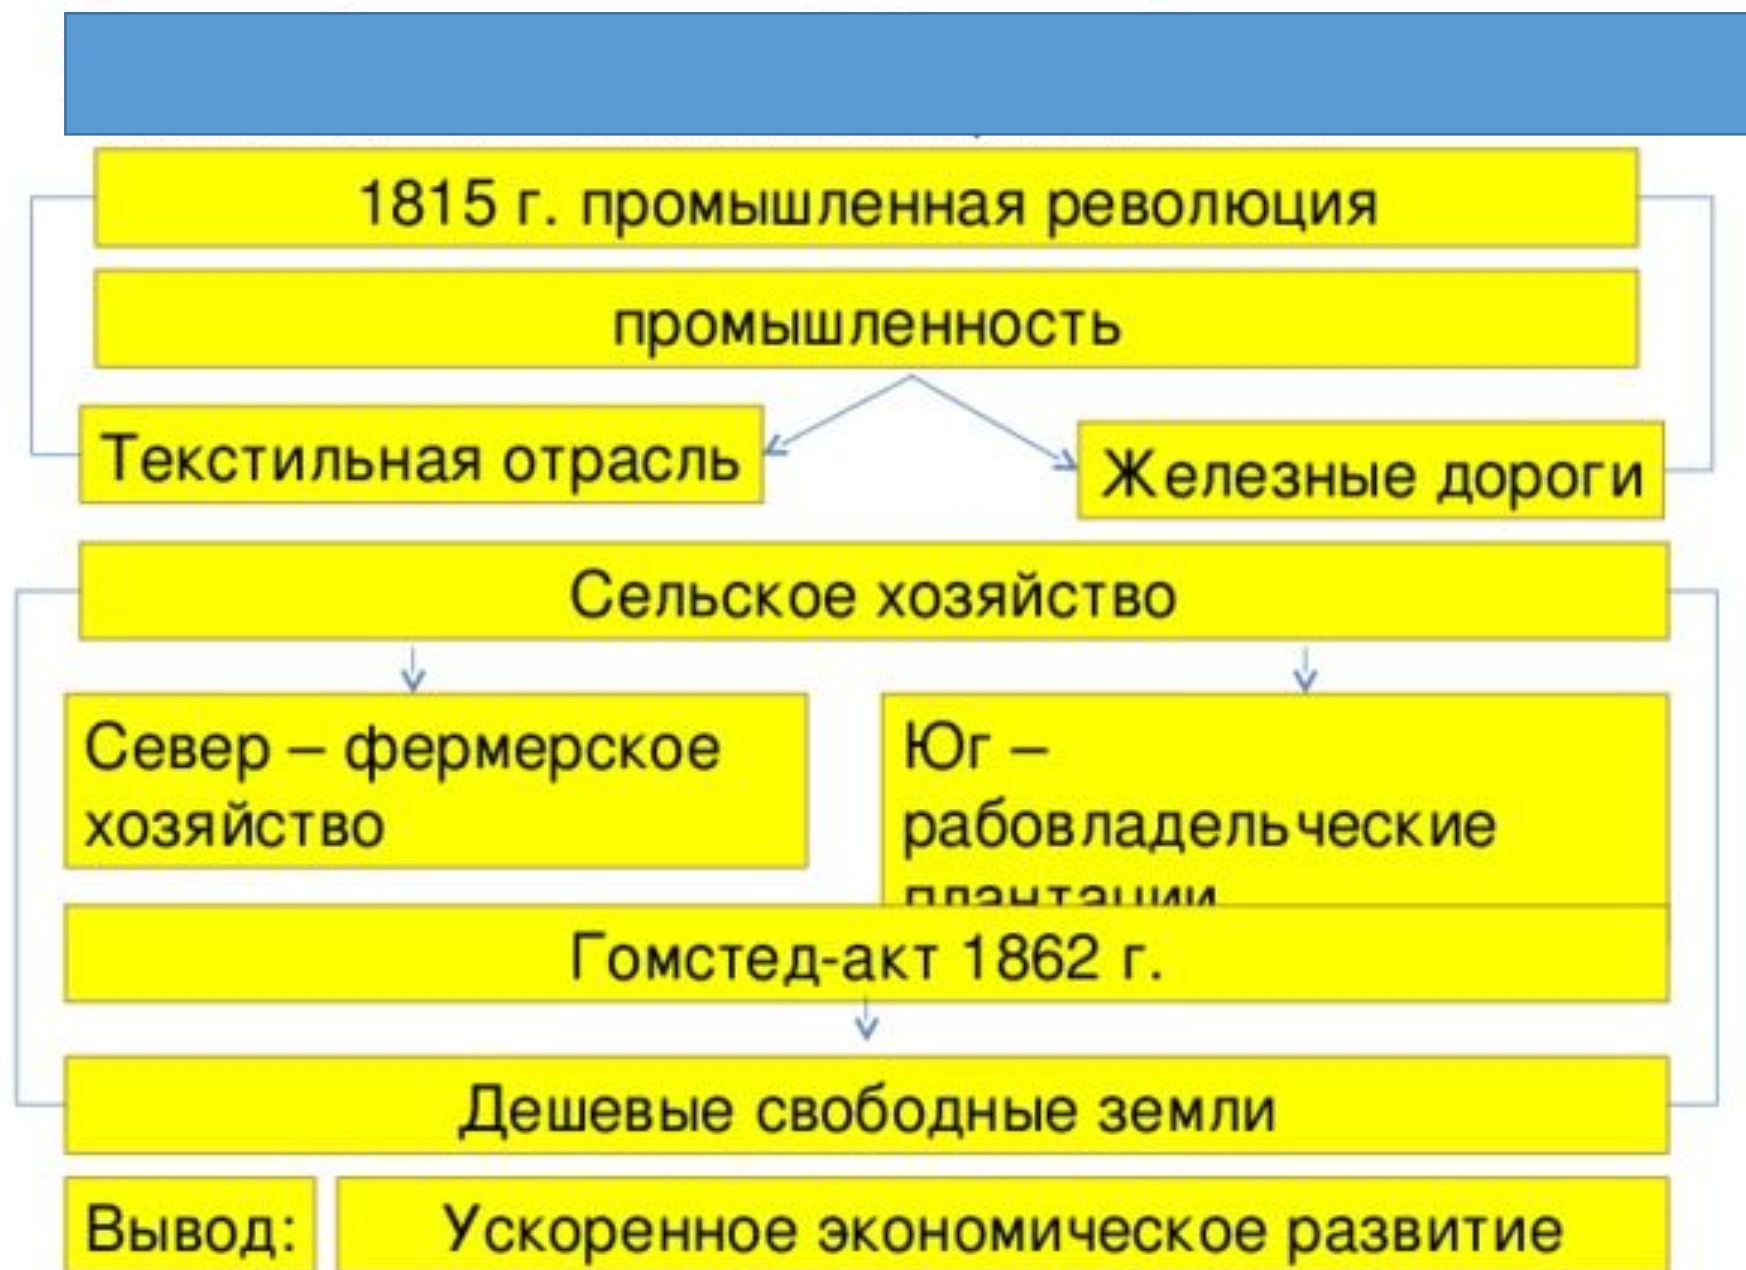 1815 г. промышленная революция
промышленность
Текстильная отрасль
Железные дороги
Сельское хозяйство
Север – фермерское
хозяйство
Юг –
рабовладельческие
плантации
Гомстед-акт 1862 г.
Дешевые свободные земли
Вывод:
Ускоренное экономическое развитие